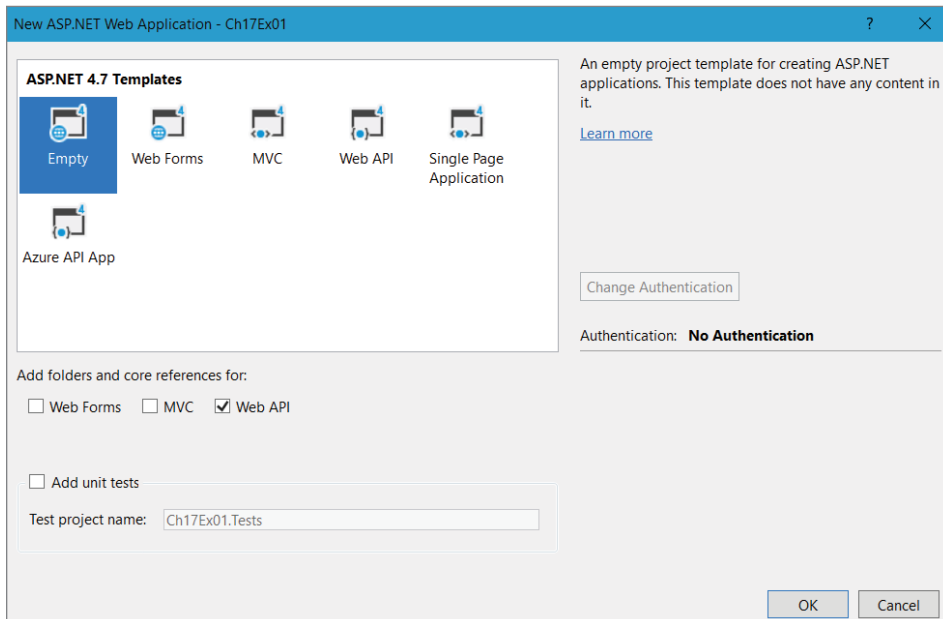 New ASP.NET Web Application - Ch17Ex01
?
ASP.NET 4.7 Templates
4
Empty
4
Web Forms
4
MVC
4
Web API
4
Single Page
Application
4
Azure API App
An empty project template for creating ASP.NET
applications. This template does not have any content in
it.
Learn more
Change Authentication
Authentication: No Authentication
Add folders and core references for:
Web Forms MVC Web API
Add unit tests
Test project name: Ch17Ex01.Tests
OK Cancel